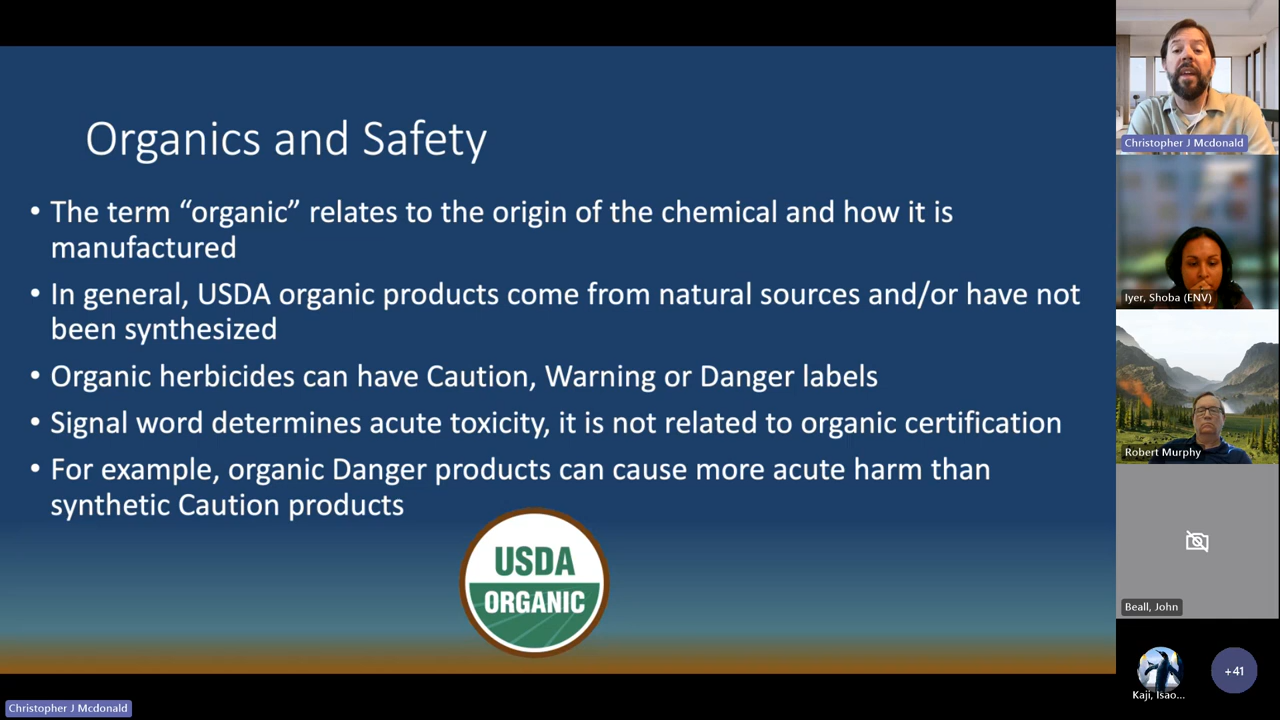 Organics and Safety
• The term “organic” relates to the origin of the chemical and how it is
manufactured
• In general, USDA organic products come from natural sources and/or have not
been synthesized
• Organic herbicides can have Caution, Warning or Danger labels
• Signal word determines acute toxicity, it is not related to organic certification
• For example, organic Danger products can cause more acute harm than
synthetic Caution products
USDA
ORGANIC
Christopher J Mcdonald
Christopher J Mcdonald
Iyer, Shoba (ENV)
Robert Murphy
Beall, John
Kaji, Isao...
+41